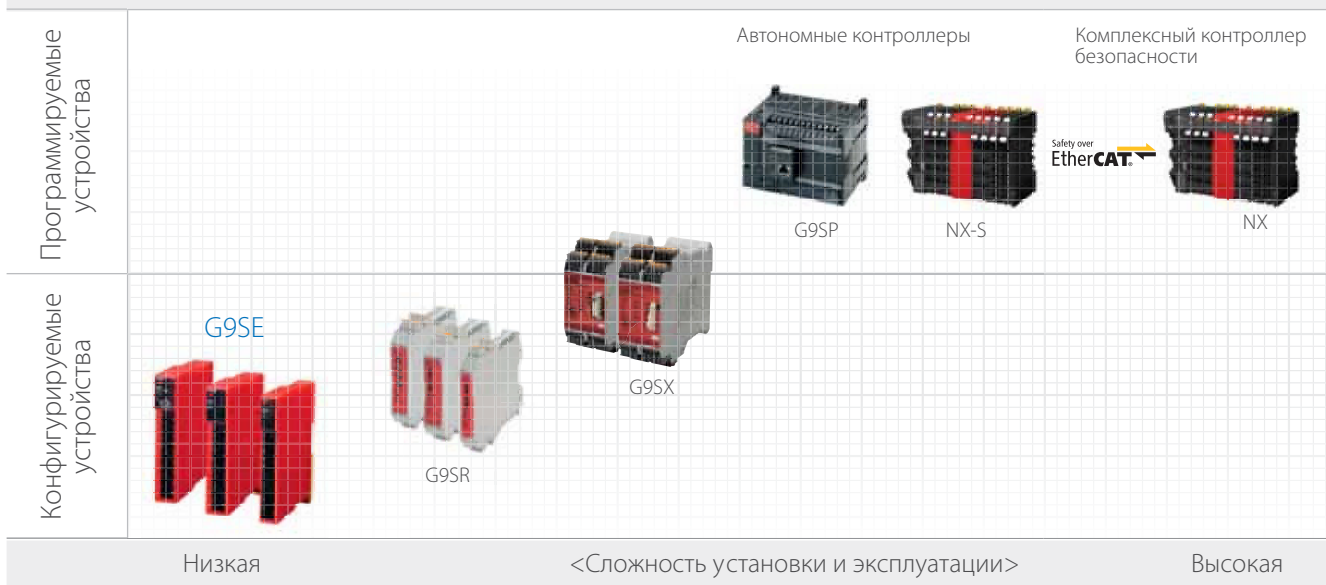 Программируемые
устройства
Автономные контроллеры
Комплексный контроллер
безопасности
Safety over
EtherCAT®
G9SP
NX-S
NX
Конфигурируемые
устройства
G9SE
G9SX
G9SR
Низкая
<Сложность установки и эксплуатации>
Высокая